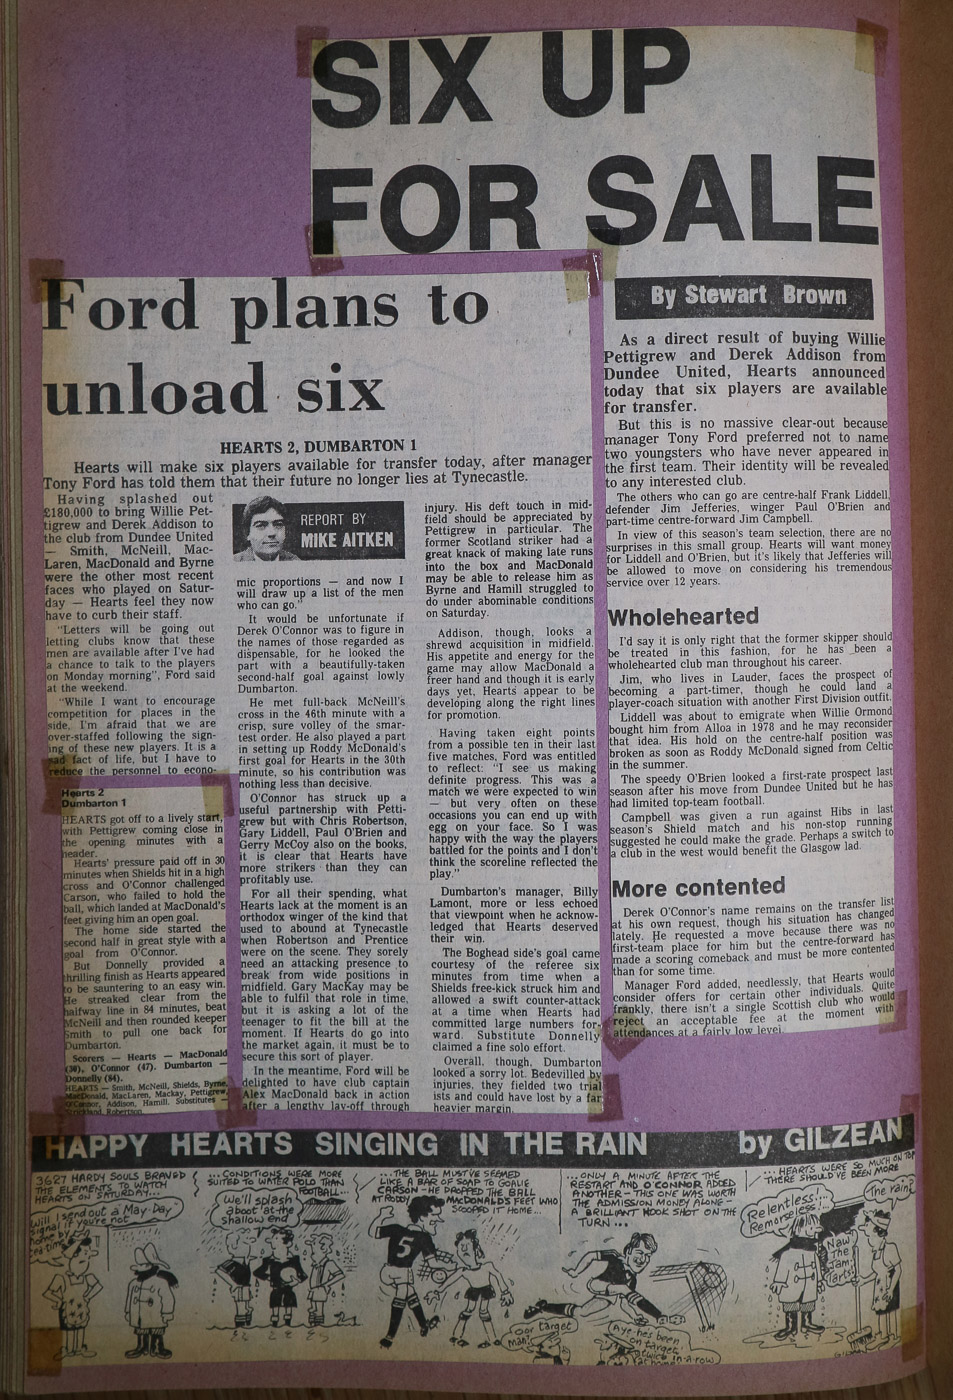 SIX UP
FOR SALE
Ford plans to
unload six
HEARTS 2, DUMBARTON 1
Hearts will make six players available for transfer today, after manager
Tony Ford has told them that their future no longer lies at Tynecastle.
Having splashed out
£180,000 to bring Willie Pet-
tigrew and Derek Addison to
the club from Dundee United
— Smith, McNeill, Mac-
Laren, MacDonald and Byrne
were the other most recent
faces who played on Satur-
day — Hearts feel they now
have to curb their staff.
"Letters will be going out
letting clubs know that these
men are available after I've had
a chance to talk to the players
on Monday morning", Ford said
at the weekend.
"While I want to encourage
competition for places in the
side, I'm afraid that we are
over-staffed following the sign-
ing of these new players. It is a
sad fact of life, but I have to
reduce the personnel to econo-
REPORT BY
MIKE AITKEN
mic proportions — and now I
will draw up a list of the men
who can go."
It would be unfortunate if
Derek O'Connor was to figure in
the names of those regarded as
dispensable, for he looked the
part with a beautifully-taken
second-half goal against lowly
Dumbarton.
He met full-back McNeill's
cross in the 46th minute with a
crisp, sure volley of the smar-
test order. He also played a part
in setting up Roddy McDonald's
first goal for Hearts in the 30th
minute, so his contribution was
nothing less than decisive.
O'Connor has struck up a
useful partnership with Petti-
grew but with Chris Robertson,
Gary Liddell, Paul O'Brien and
Gerry McCoy also on the books,
it is clear that Hearts have
more strikers than they can
profitably use.
For all their spending, what
Hearts lack at the moment is an
orthodox winger of the kind that
used to abound at Tynecastle
when Robertson and Prentice
were on the scene. They sorely
need an attacking presence to
break from wide positions in
midfield. Gary MacKay may be
able to fulfil that role in time,
but it is asking a lot of the
teenager to fit the bill at the
moment. If Hearts do go into
the market again, it must be to
secure this sort of player.
In the meantime, Ford will be
delighted to have club captain
Alex MacDonald back in action
after a lengthy lay-off through
injury. His deft touch in mid-
field should be appreciated by
Pettigrew in particular. The
former Scotland striker had a
great knack of making late runs
into the box and MacDonald
may be able to release him as
Byrne and Hamill struggled to
do under abominable conditions
on Saturday.
Addison, though, looks a
shrewd acquisition in midfield.
His appetite and energy for the
game may allow MacDonald a
freer hand and though it is early
days yet, Hearts appear to be
developing along the right lines
for promotion.
Having taken eight points
from a possible ten in their last
five matches, Ford was entitled
to reflect: "I see us making
definite progress. This was a
match we were expected to win
— but very often on these
occasions you can end up with
egg on your face. So I was
happy with the way the players
battled for the points and I don't
think the scoreline reflected the
play."
Dumbarton's manager, Billy
Lamont, more or less echoed
that viewpoint when he acknow-
ledged that Hearts deserved
their win.
The Boghead side's goal came
courtesy of the referee six
minutes from time when a
Shields free-kick struck him and
allowed a swift counter-attack
at a time when Hearts had
committed large numbers for-
ward. Substitute Donnelly
claimed a fine solo effort.
Overall, though, Dumbarton
looked a sorry lot. Bedevilled by
injuries, they fielded two trial
ists and could have lost by a far
heavier margin.
Hearts 2
Dumbarton 1
HEARTS got off to a lively start,
with Pettigrew coming close in
the opening minutes with a
header.
Hearts' pressure paid off in 30
minutes when Shields hit in a high
cross and O'Connor challenged
Carson, who failed to hold the
ball, which landed at MacDonald's
feet giving him an open goal.
The home side started the
second half in great style with a
goal from O'Connor.
But Donnelly provided a
thrilling finish as Hearts appeared
to be sauntering to an easy win.
He streaked clear from the
halfway line in 84 minutes, beat
McNeill and then rounded keeper
Smith to pull one back for
Dumbarton.
Scorers — Hearts — MacDonald
(30), O'Connor (47). Dumbarton —
Donnelly (84).
HEARTS — Smith, McNeill, Shields, Byrne,
MacDonald, MacLaren, Mackay, Pettigrew,
O'Connor, Addison, Hamill. Substitutes —
Strickland, Robertson.
By Stewart Brown
As a direct result of buying Willie
Pettigrew and Derek Addison from
Dundee United, Hearts announced
today that six players are available
for transfer.
But this is no massive clear-out because
manager Tony Ford preferred not to name
two youngsters who have never appeared in
the first team. Their identity will be revealed
to any interested club.
The others who can go are centre-half Frank Liddell,
defender Jim Jefferies, winger Paul O'Brien and
part-time centre-forward Jim Campbell.
In view of this season's team selection, there are no
surprises in this small group. Hearts will want money
for Liddell and O'Brien, but it's likely that Jefferies will
be allowed to move on considering his tremendous
service over 12 years.
Wholehearted
I'd say it is only right that the former skipper should
be treated in this fashion, for he has been a
wholehearted club man throughout his career.
Jim, who lives in Lauder, faces the prospect of
becoming a part-timer, though he could land a
player-coach situation with another First Division outfit.
Liddell was about to emigrate when Willie Ormond
bought him from Alloa in 1978 and he may reconsider
that idea. His hold on the centre-half position was
broken as soon as Roddy McDonald signed from Celtic
in the summer.
The speedy O'Brien looked a first-rate prospect last
season after his move from Dundee United but he has
had limited top-team football.
Campbell was given a run against Hibs in last
season's Shield match and his non-stop running
suggested he could make the grade. Perhaps a switch to
a club in the west would benefit the Glasgow lad.
More contented
Derek O'Connor's name remains on the transfer list
at his own request, though his situation has changed
lately. He requested a move because there was no
first-team place for him but the centre-forward has
made a scoring comeback and must be more contented
than for some time.
Manager Ford added, needlessly, that Hearts would
consider offers for certain other individuals. Quite
frankly, there isn't a single Scottish club who would
reject an acceptable fee at the moment with
attendances at a fairly low level.
HAPPY HEARTS SINGING IN THE RAIN by GILZEAN
3627 HARDY SOULS BRAVED
THE ELEMENTS TO WATCH
HEARTS ON SATURDAY...
Will I send out a May-Day
signal if you're not
home by
tea-time
...CONDITIONS WERE MORE
SUITED TO WATER POLO THAN
FOOTBALL...
We'll splash
aboot at the
shallow end
...THE BALL MUST'VE SEEMED
LIKE A BAR OF SOAP TO GOALIE
CARSON - HE DROPPED THE BALL
AT RODDY MACDONALD'S FEET WHO
SCOOPED IT HOME...
5
...ONLY A MINUTE AFTER THE
RESTART AND O'CONNOR ADDED
ANOTHER - THIS ONE WAS WORTH
THE ADMISSION MONEY ALONE -
A BRILLIANT HOOK SHOT ON THE
TURN...
Oor target
Man!
Aye he's been
on target
twice in-a-row
at home
...HEARTS WERE SO MUCH ON TOP
THERE SHOULD'VE BEEN MORE
Relentless!..
Remorseless!..
The rain?
Naw
The
Jam
Tarts!